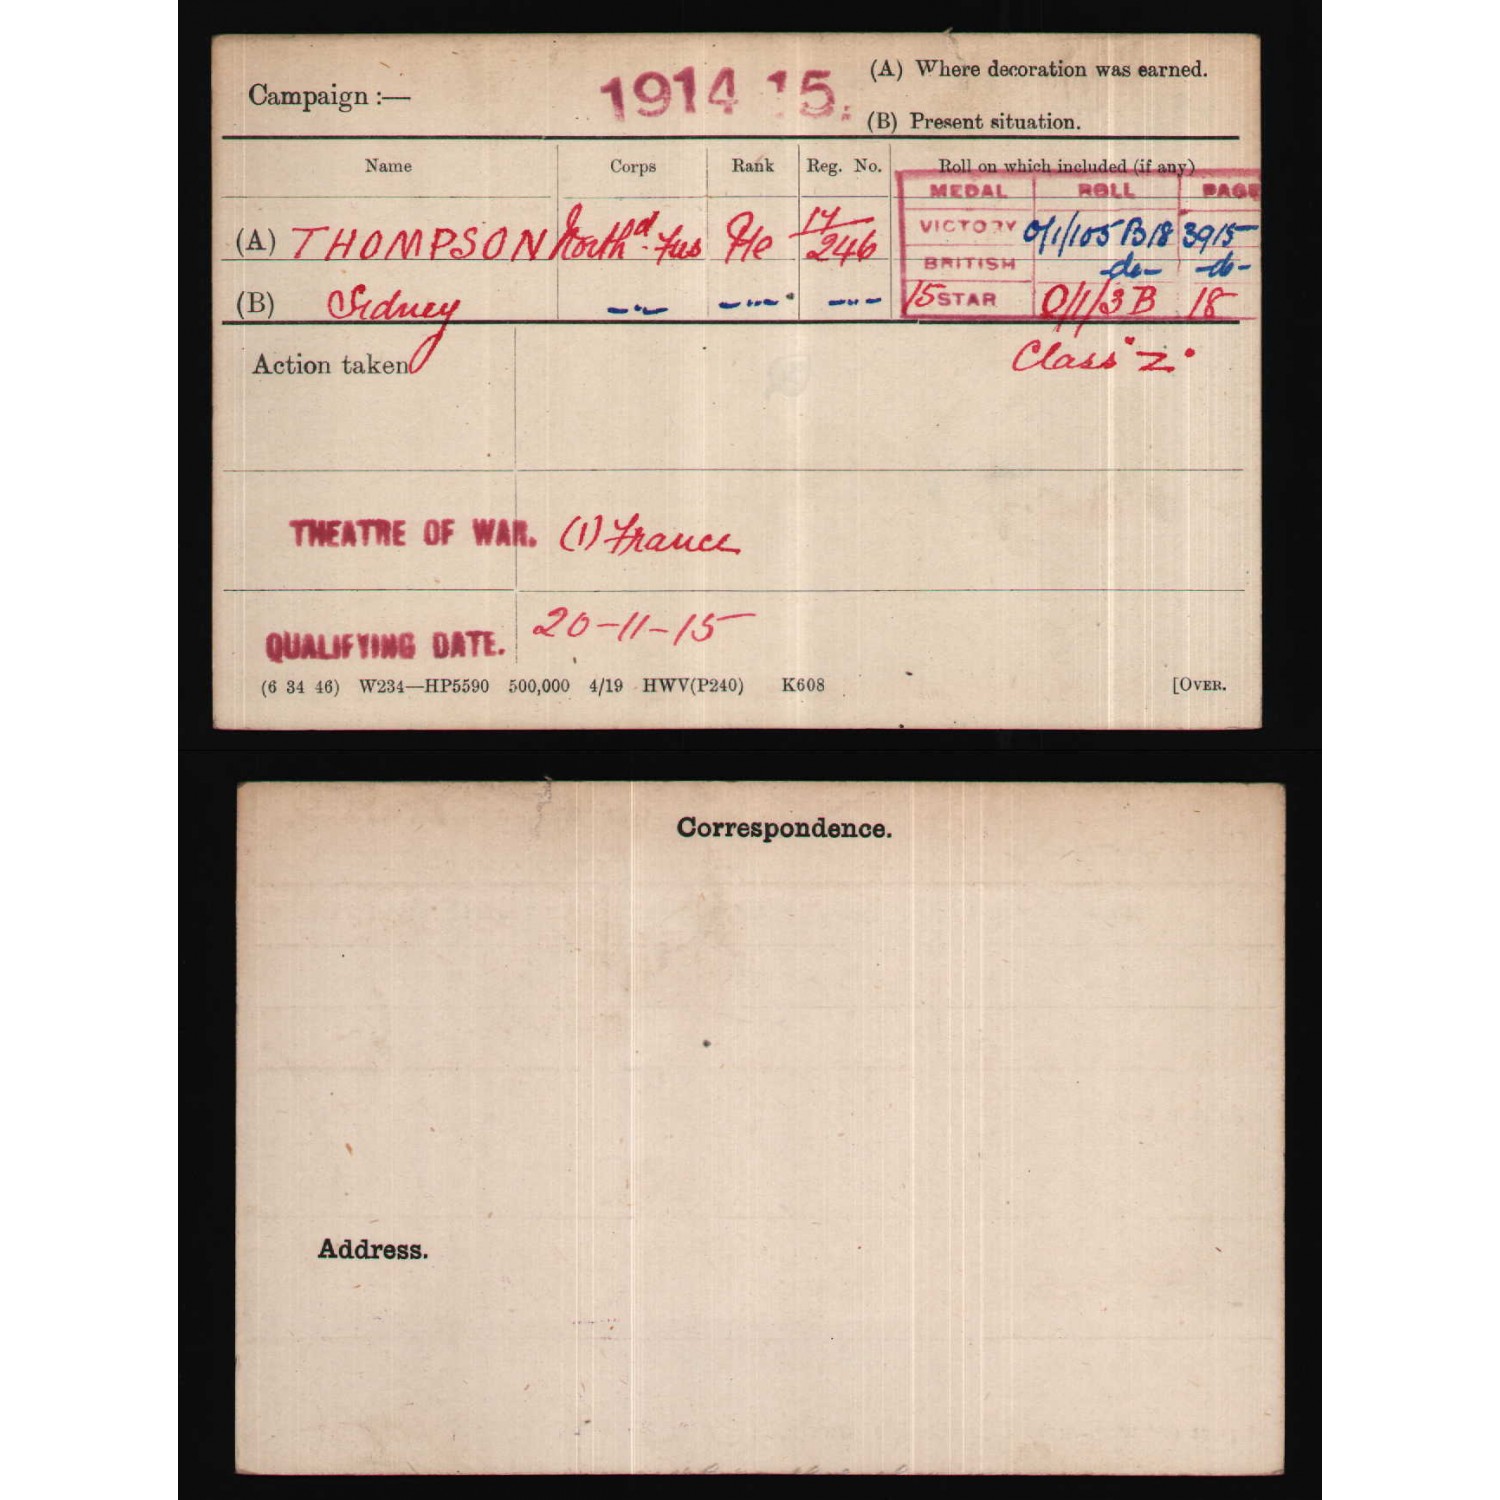 Campaign :— 1914 15. (A) Where decoration was earned.
(B) Present situation.
Name Corps Rank Reg. No. Roll on which included (if any)
MEDAL ROLL PAGE
(A) THOMPSON North'd. Fus Pte 17/246 VICTORY O/1/105 B18 3915
BRITISH -do- -do-
(B) Sidney -"- -"- -"- 15 STAR O/1/3 B 18
Action taken Class "Z"
THEATRE OF WAR. (1) France
QUALIFYING DATE. 20-11-15
(6 34 46) W234—HP5590 500,000 4/19 HWV(P240) K608 [OVER.
Correspondence.
Address.